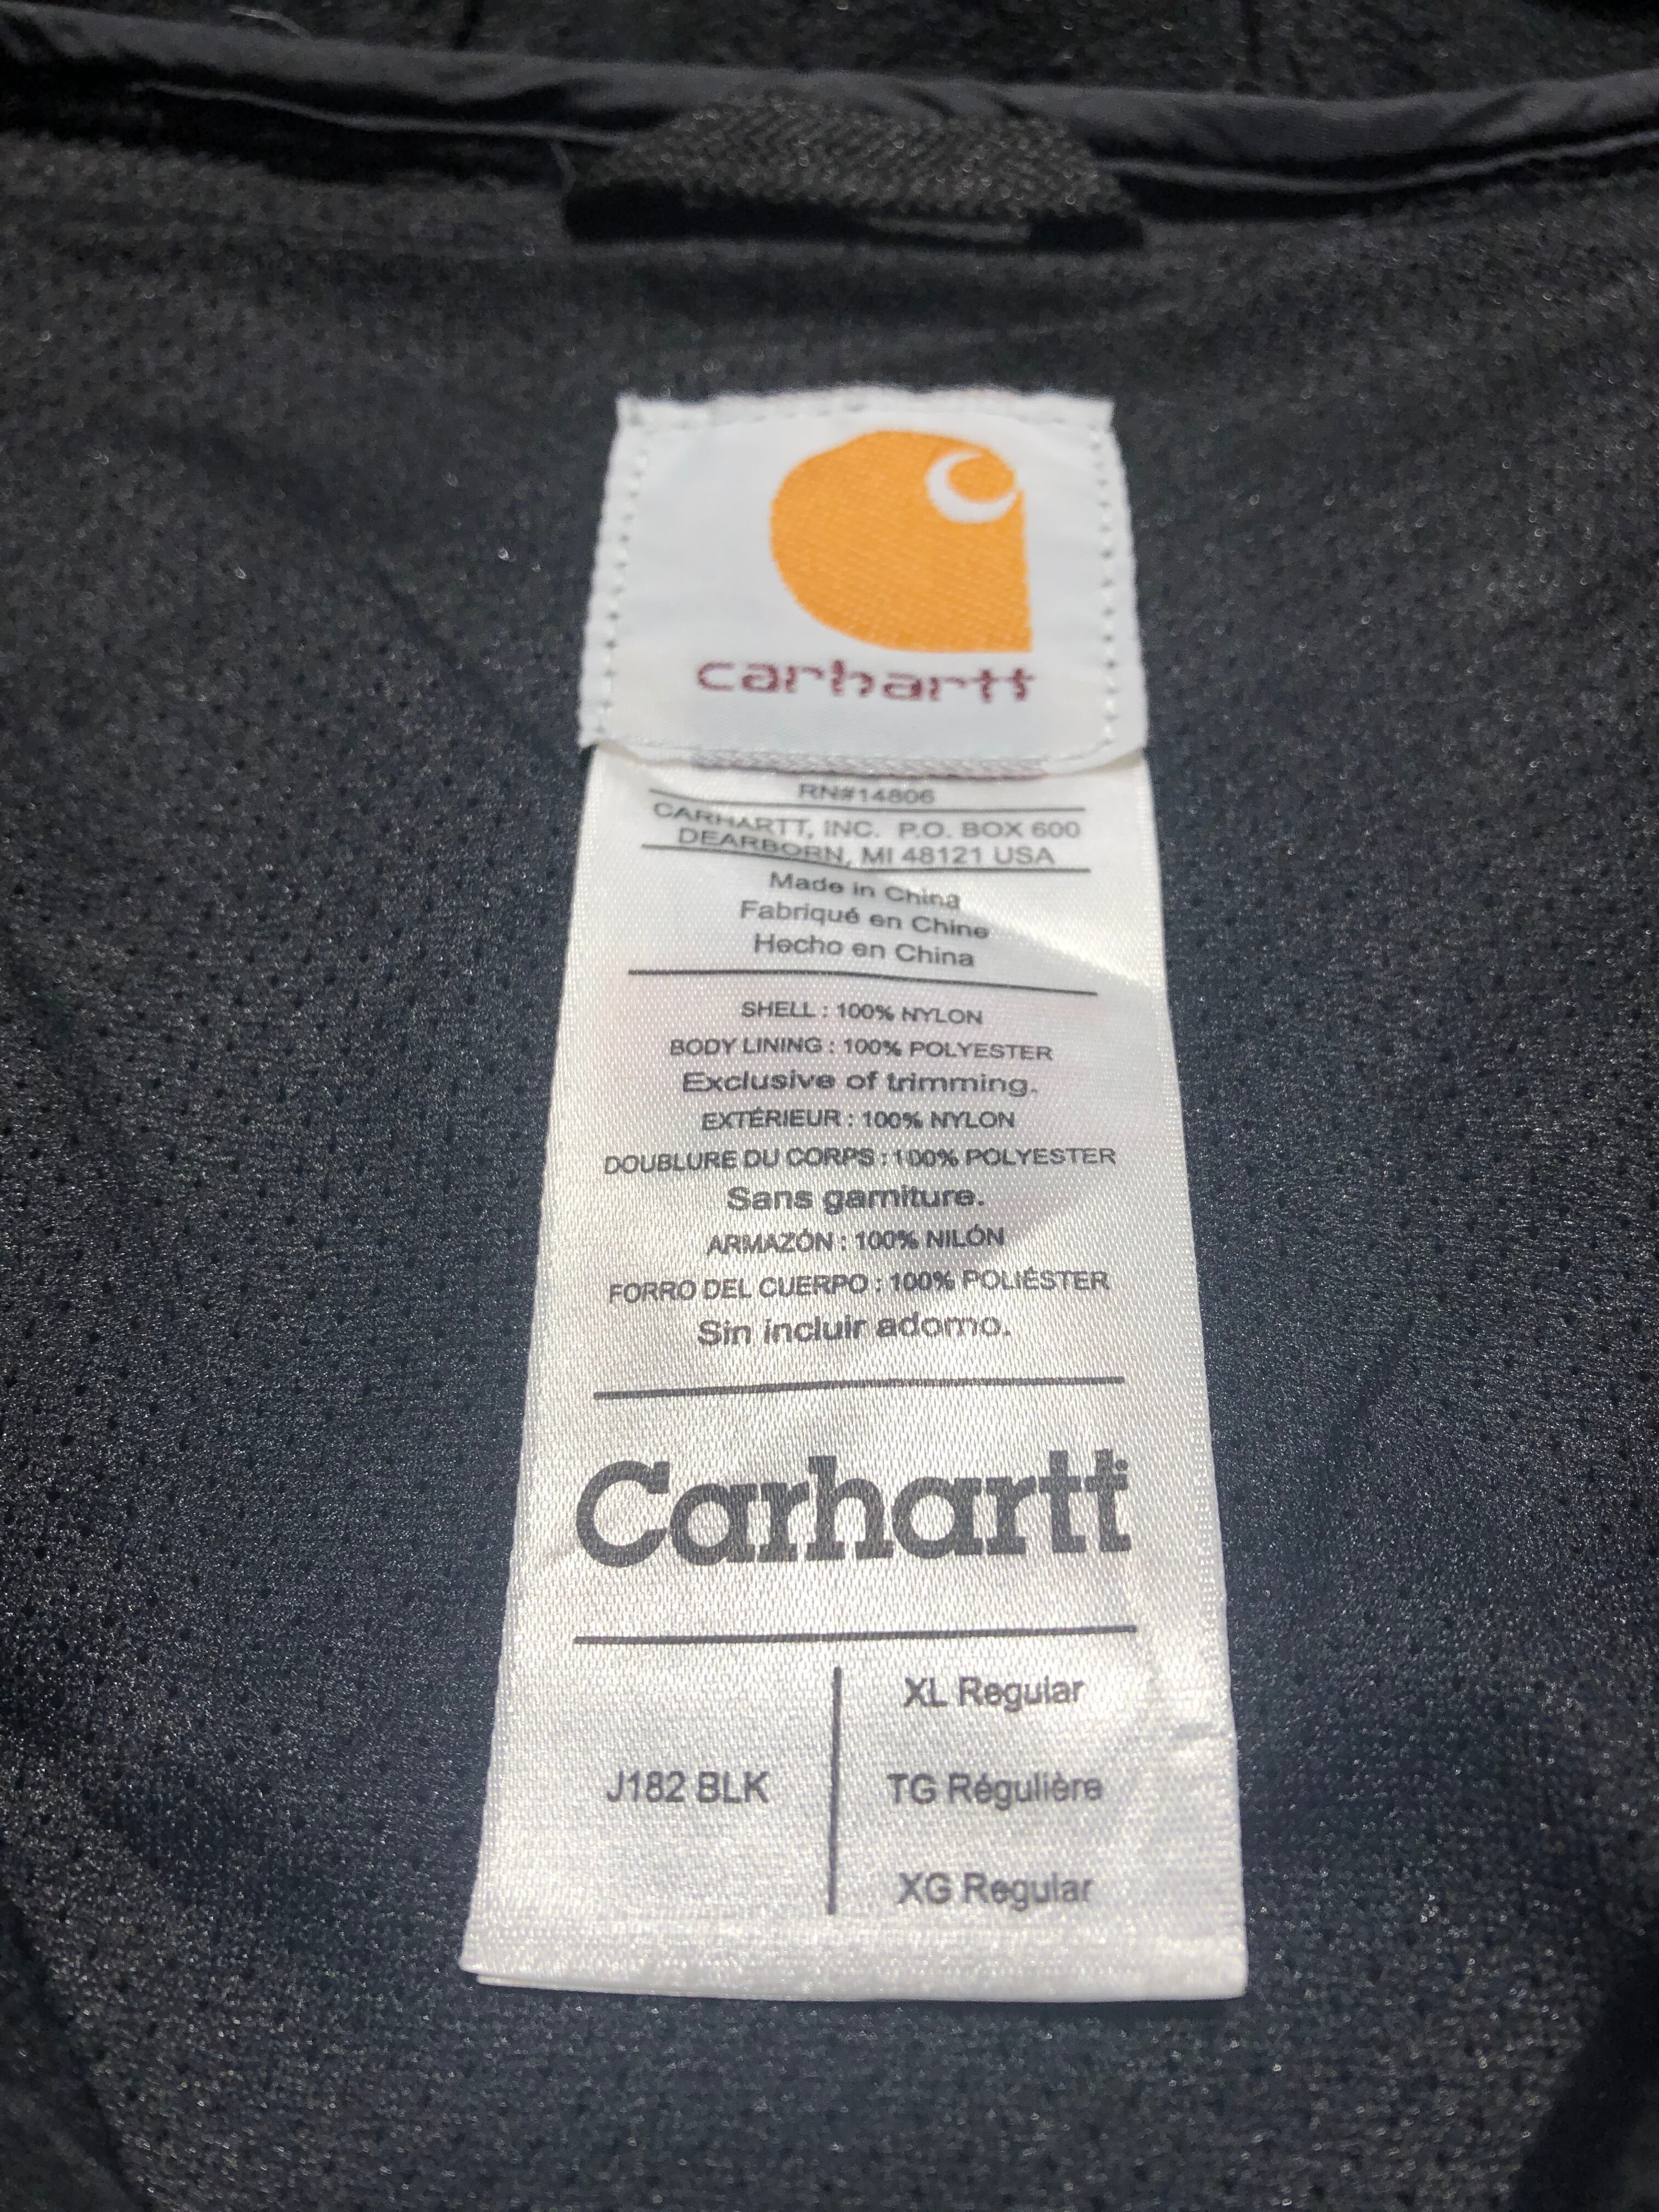 carhartt
RN#14806
CARHARTT, INC. P.O. BOX 600
DEARBORN, MI 48121 USA
Made in China
Fabriqué en Chine
Hecho en China
SHELL : 100% NYLON
BODY LINING : 100% POLYESTER
Exclusive of trimming.
EXTÉRIEUR : 100% NYLON
DOUBLURE DU CORPS : 100% POLYESTER
Sans garniture.
ARMAZÓN : 100% NILÓN
FORRO DEL CUERPO : 100% POLIÉSTER
Sin incluir adorno.
Carhartt
XL Regular
J182 BLK TG Régulière
XG Regular